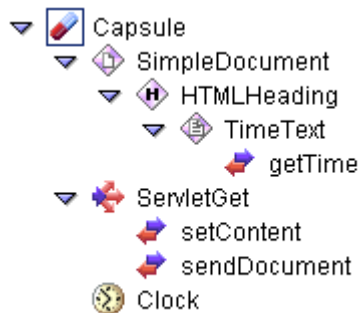 Capsule
SimpleDocument
HTMLHeading
TimeText
getTime
ServletGet
setContent
sendDocument
Clock